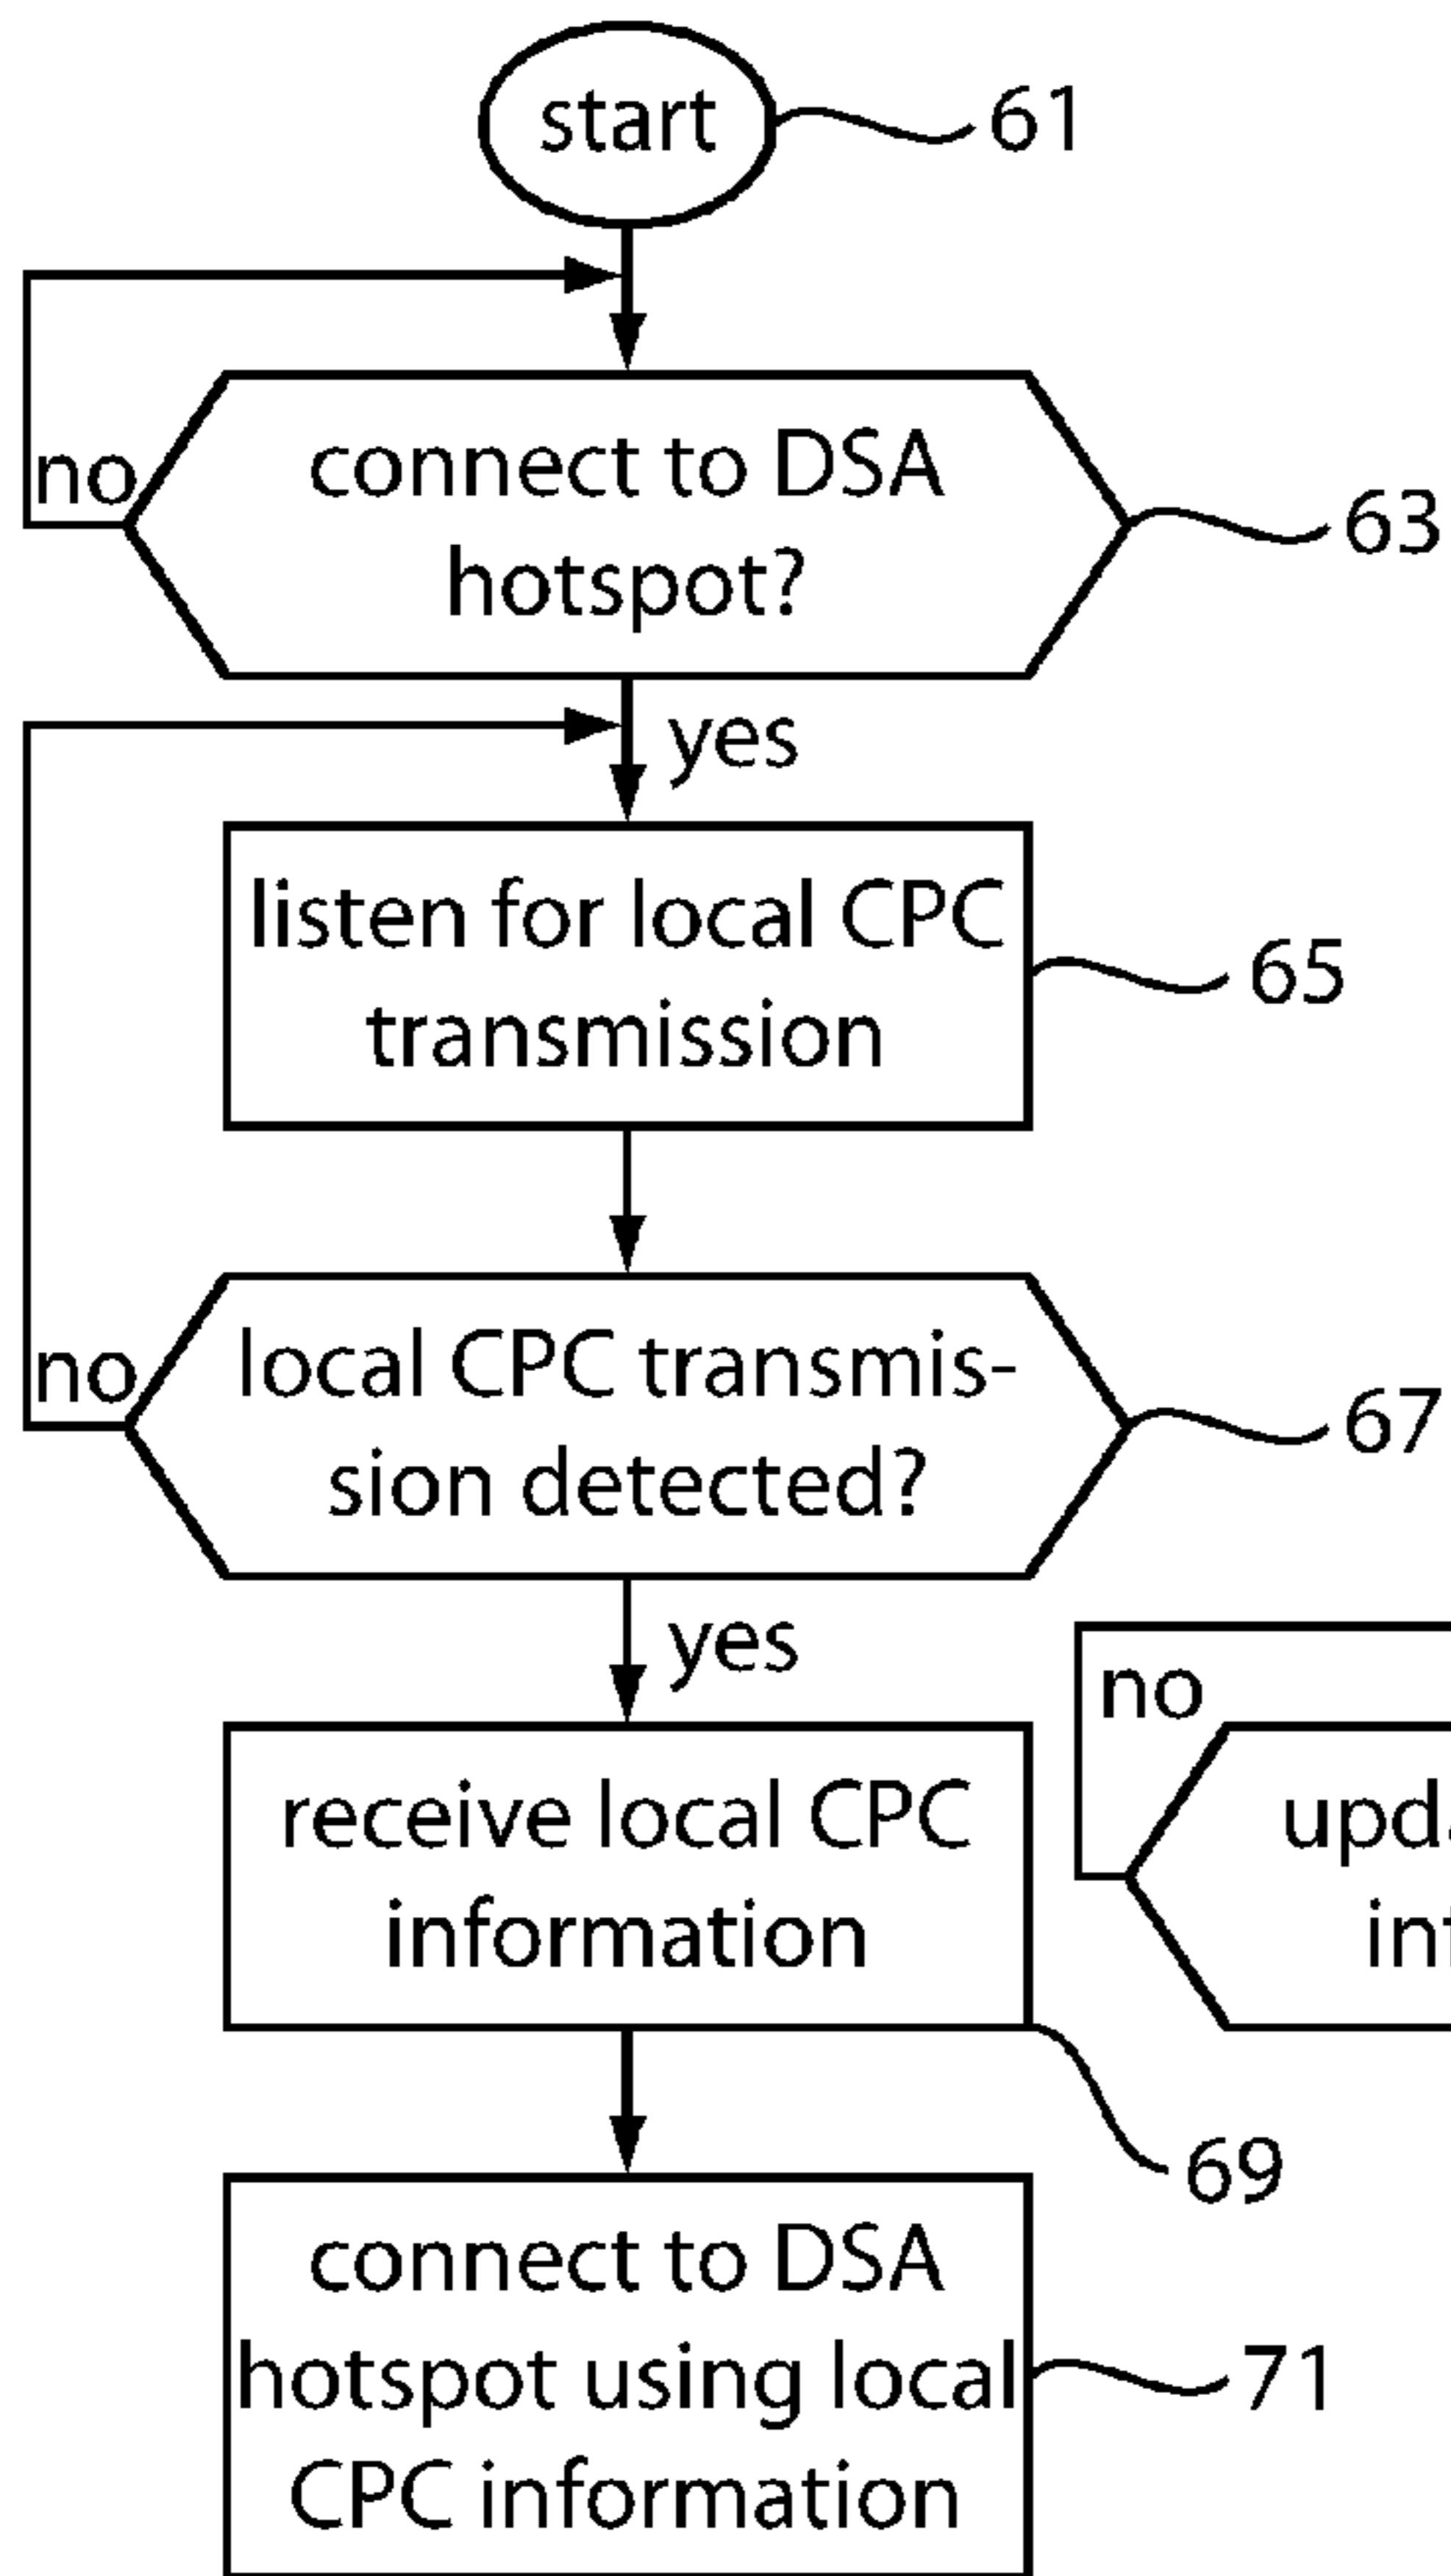 start
61
no
connect to DSA
hotspot?
63
yes
listen for local CPC
transmission
65
no
local CPC transmis-
sion detected?
67
yes
receive local CPC
information
69
no
connect to DSA
hotspot using local
CPC information
71